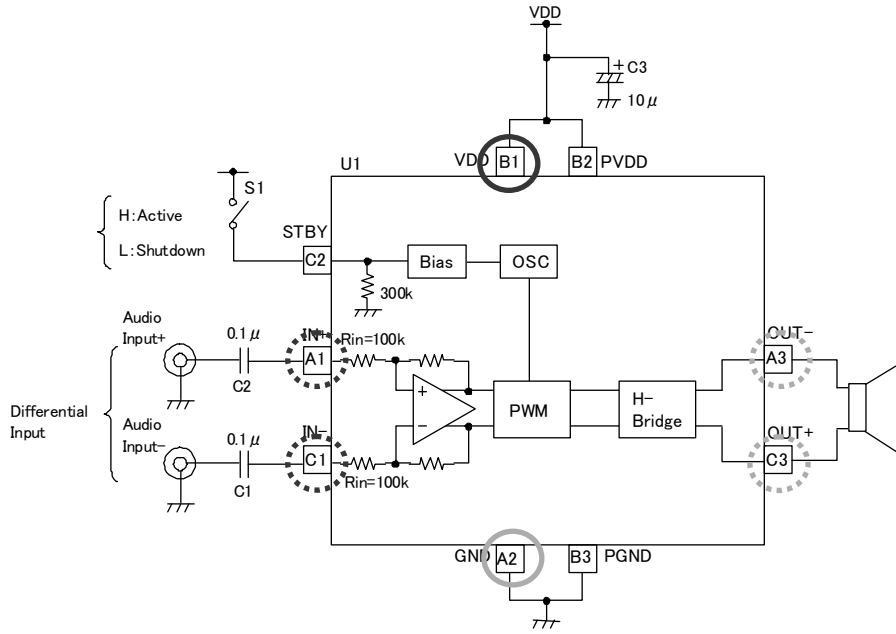 VDD
+ C3
10μ
U1
VDD B1
B2 PVDD
S1
H:Active
L:Shutdown
STBY
C2
Bias
OSC
300k
Audio
Input+
0.1μ
C2
IN+
A1
Rin=100k
OUT-
A3
+
-
PWM
H-
Bridge
Differential
Input
Audio
Input-
0.1μ
C1
IN-
C1
Rin=100k
OUT+
C3
GND A2
B3 PGND